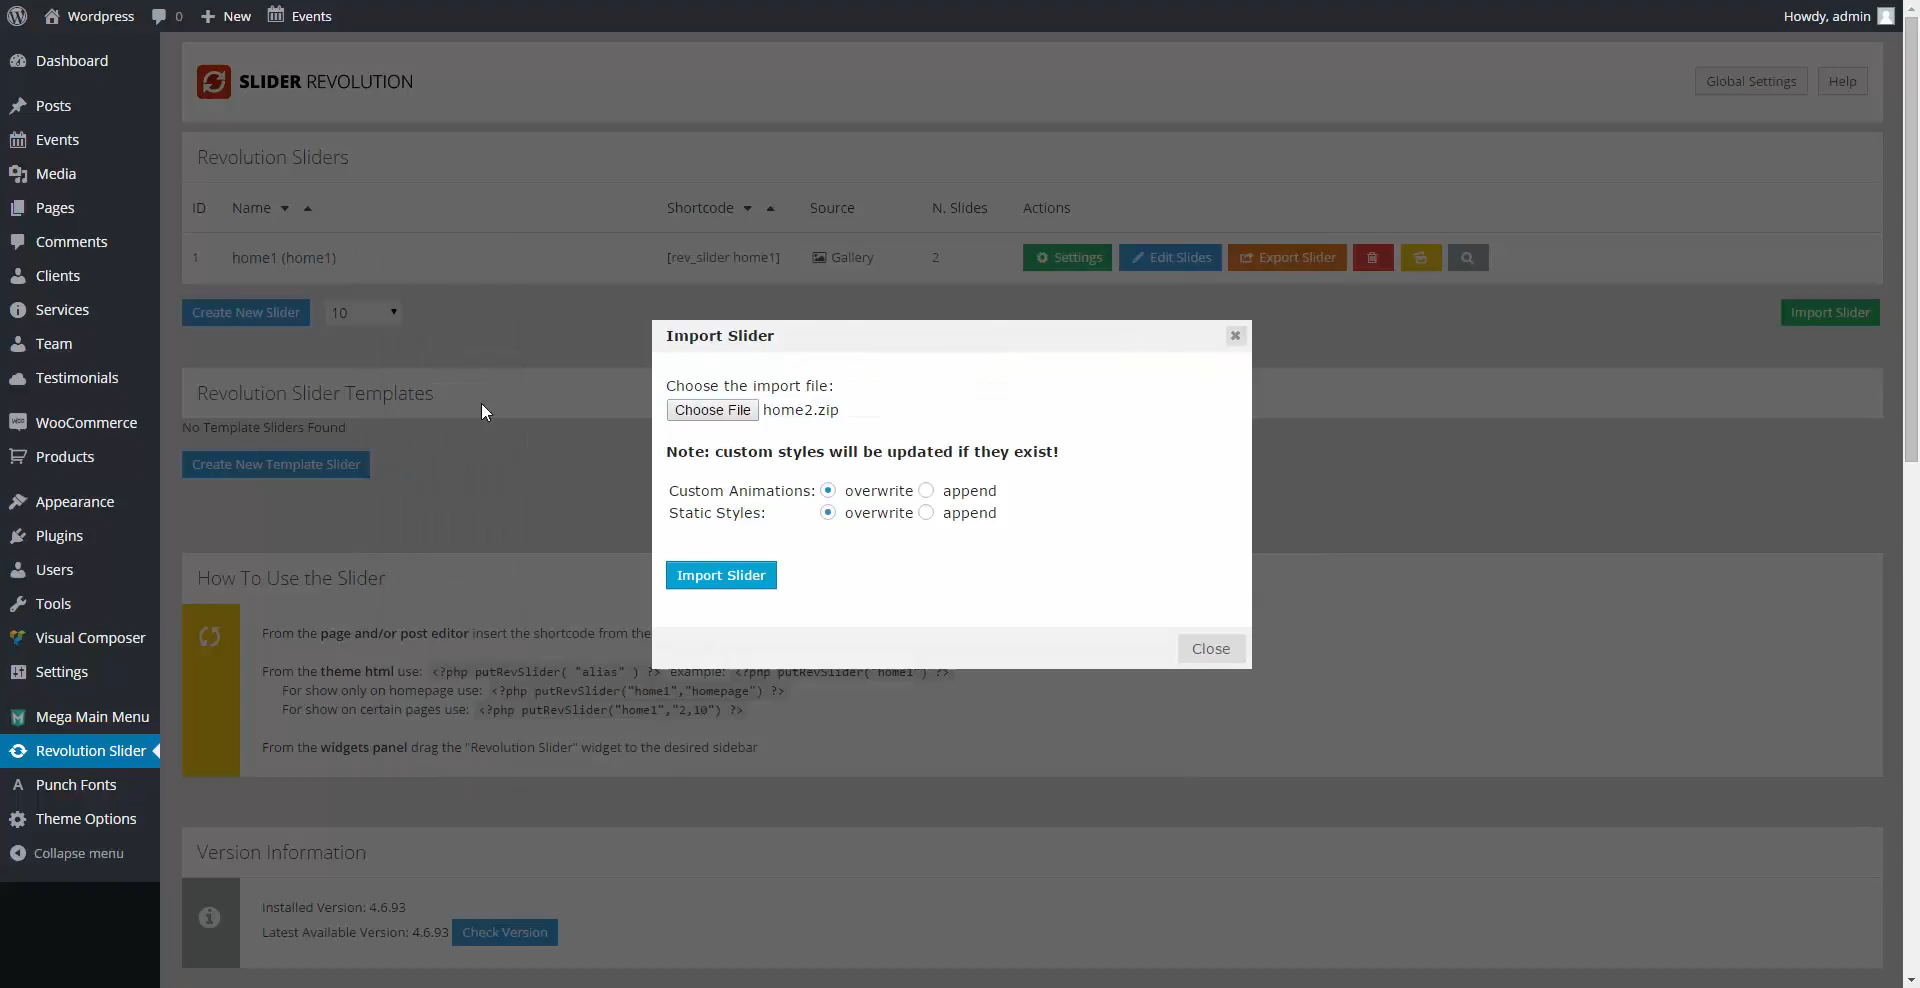 Wordpress 0 New Events Howdy, admin
Dashboard
Posts
Events
Media
Pages
Comments
Clients
Services
Team
Testimonials
WooCommerce
Products
Appearance
Plugins
Users
Tools
Visual Composer
Settings
Mega Main Menu
Revolution Slider
Punch Fonts
Theme Options
Collapse menu
SLIDER REVOLUTION
Global Settings Help
Revolution Sliders
ID Name Shortcode Source N. Slides Actions
1 home1 (home1) [rev_slider home1] Gallery 2 Settings Edit Slides Export Slider
Create New Slider 10 Import Slider
Revolution Slider Templates
No Template Sliders Found
Create New Template Slider
Import Slider
Choose the import file:
Choose File home2.zip
Note: custom styles will be updated if they exist!
Custom Animations: overwrite append
Static Styles: overwrite append
Import Slider
Close
How To Use the Slider
From the page and/or post editor insert the shortcode from the
From the theme html use: <?php putRevSlider( "alias" ) ?> example: <?php putRevSlider("home1") ?>
For show only on homepage use: <?php putRevSlider("home1","homepage") ?>
For show on certain pages use: <?php putRevSlider("home1","2,10") ?>
From the widgets panel drag the "Revolution Slider" widget to the desired sidebar
Version Information
Installed Version: 4.6.93
Latest Available Version: 4.6.93 Check Version